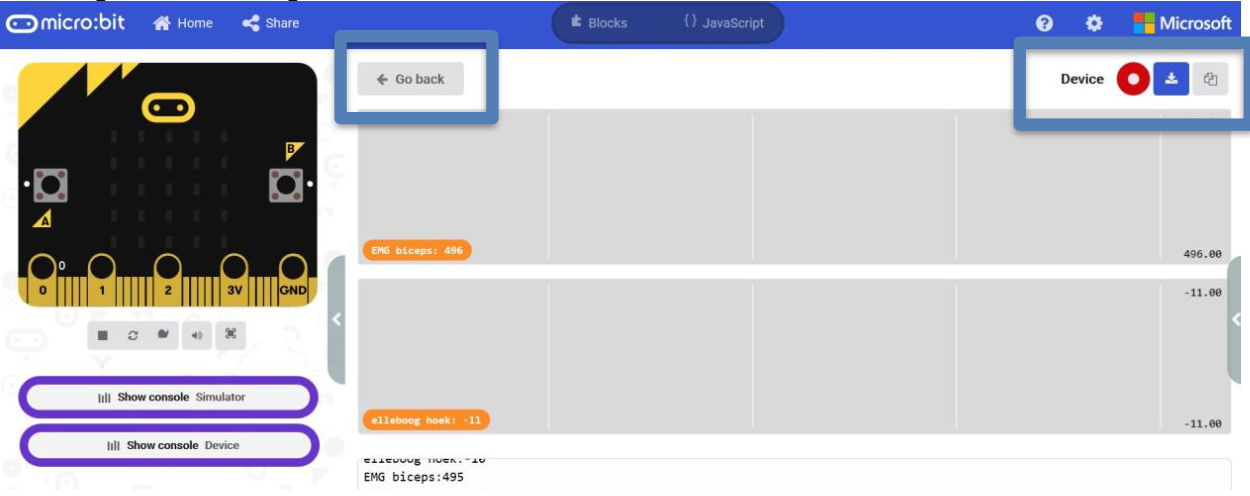 micro:bit Home Share Blocks {} JavaScript Microsoft
Go back
Device
B
A
0
0 1 2 3V GND
EMG biceps: 496
496.00
-11.00
elleboog hoek: -11
-11.00
Show console Simulator
Show console Device
elleboog hoek:-10
EMG biceps:495